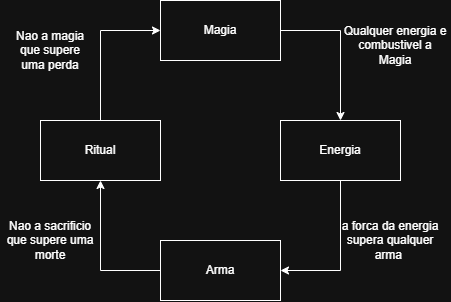 Magia
Nao a magia
que supere
uma perda
Qualquer energia e
combustivel a
Magia
Ritual
Energia
Nao a sacrificio
que supere uma
morte
a forca da energia
supera qualquer
arma
Arma